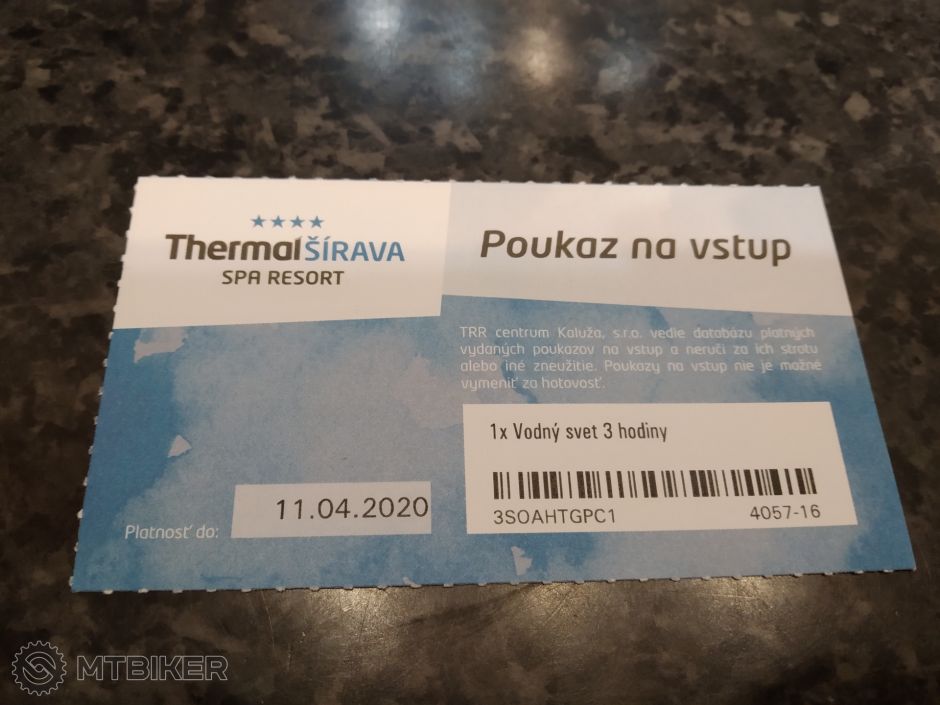 ★★★★
ThermalŠÍRAVA
SPA RESORT
Poukaz na vstup
TRR centrum Kaluža, s.r.o. vedie databázu platných
vydaných poukazov na vstup a neručí za ich stratu
alebo iné zneužitie. Poukazy na vstup nie je možné
vymeniť za hotovosť.
1x Vodný svet 3 hodiny
3SOAHTGPC1 4057-16
Platnosť do: 11.04.2020
MTBIKER